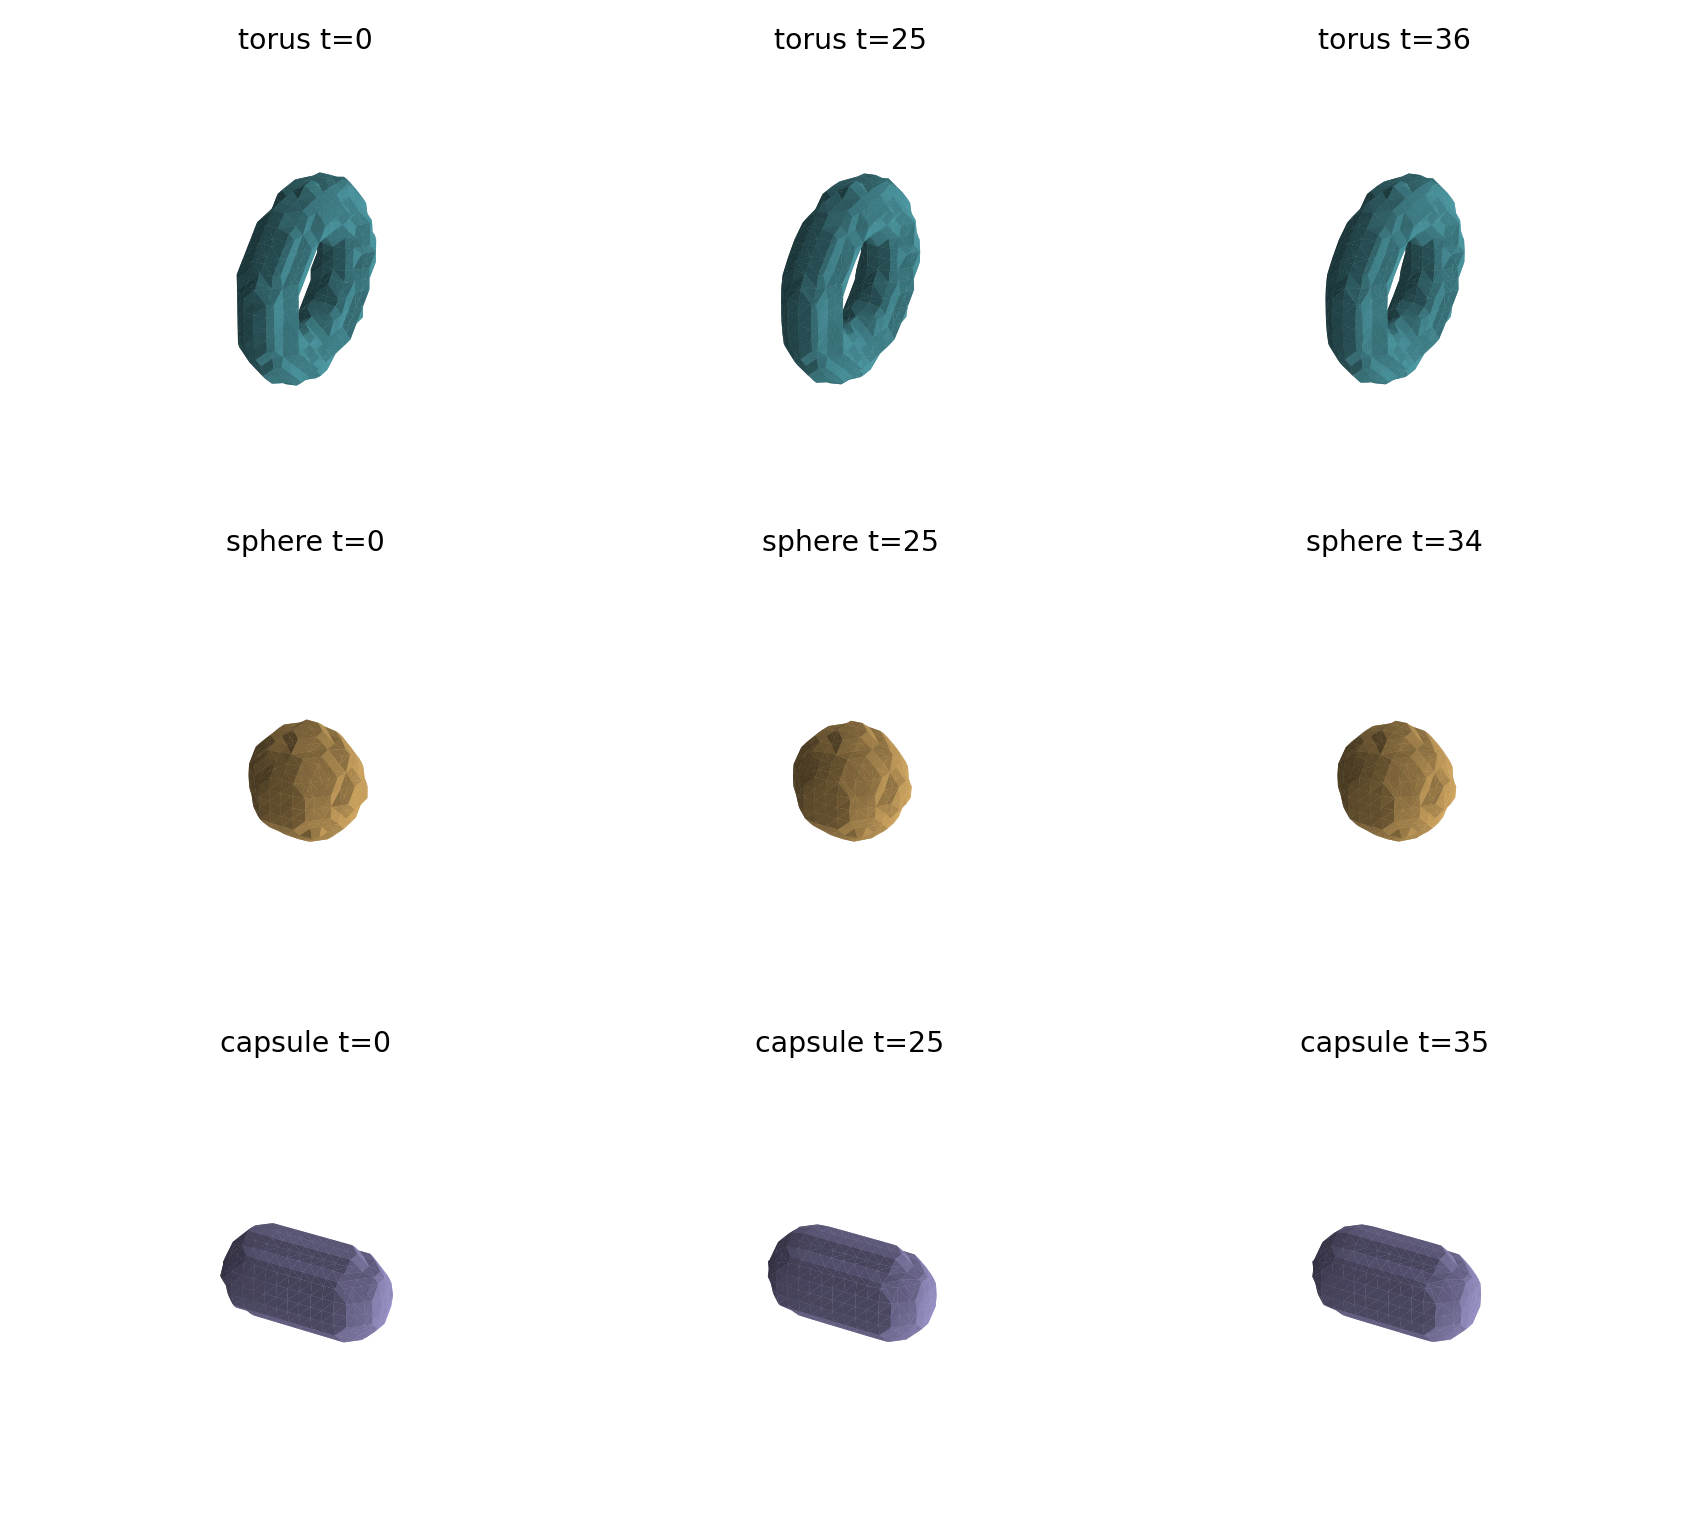 torus t=0
torus t=25
torus t=36
sphere t=0
sphere t=25
sphere t=34
capsule t=0
capsule t=25
capsule t=35